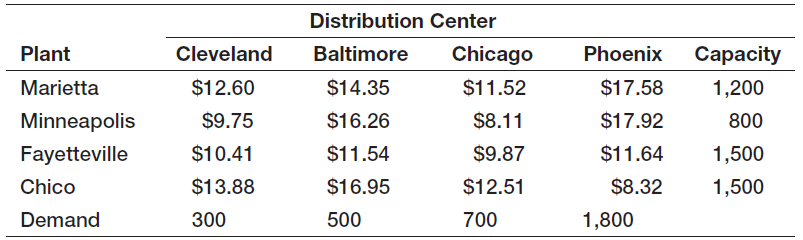 Distribution Center
Plant Cleveland Baltimore Chicago Phoenix Capacity
Marietta $12.60 $14.35 $11.52 $17.58 1,200
Minneapolis $9.75 $16.26 $8.11 $17.92 800
Fayetteville $10.41 $11.54 $9.87 $11.64 1,500
Chico $13.88 $16.95 $12.51 $8.32 1,500
Demand 300 500 700 1,800